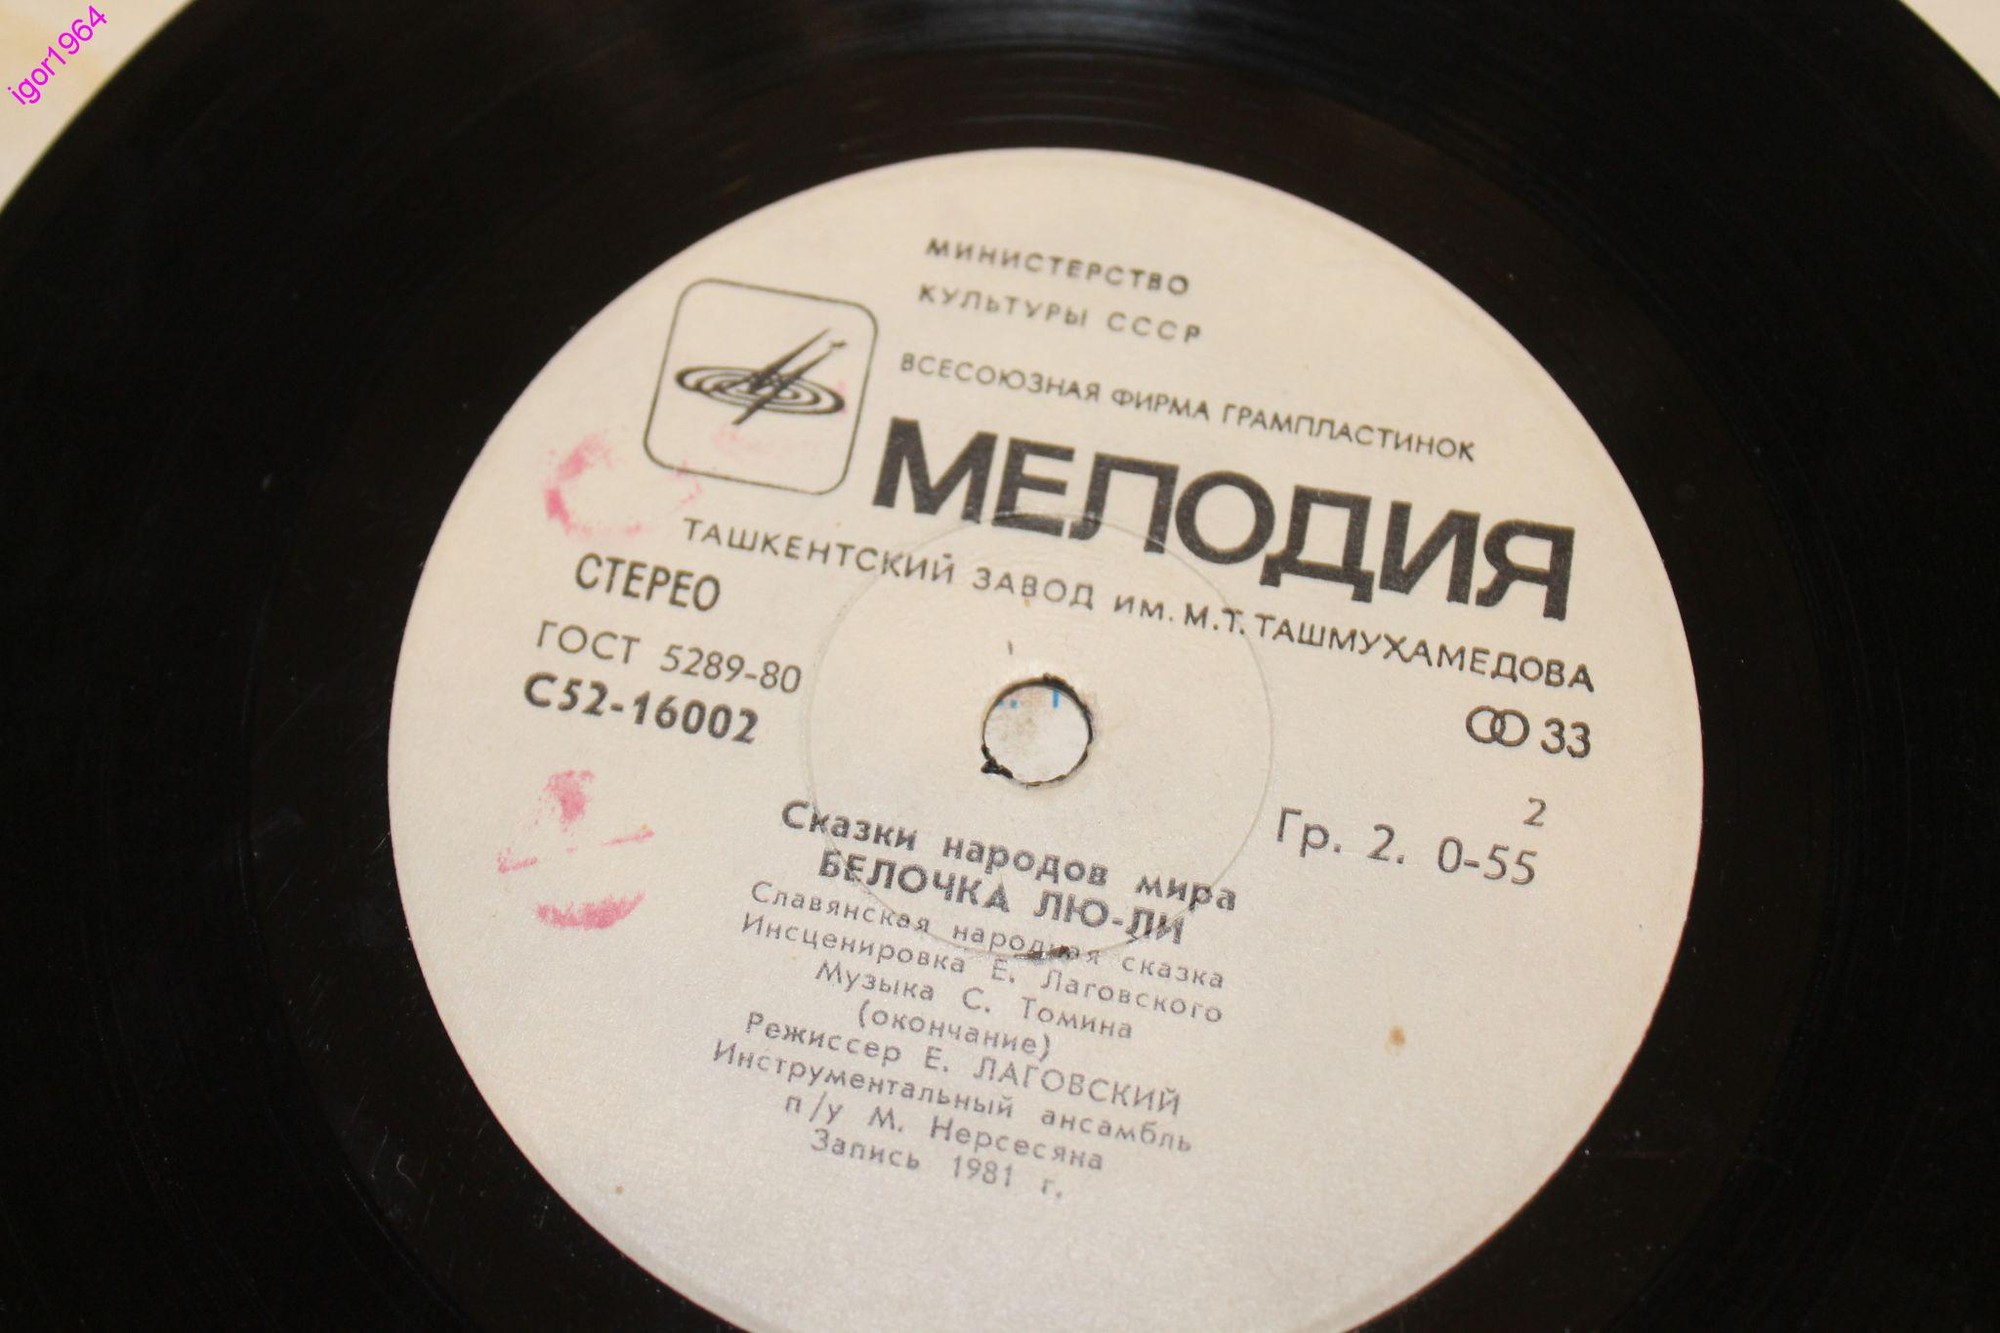 igor1964
МИНИСТЕРСТВО
КУЛЬТУРЫ СССР
ВСЕСОЮЗНАЯ ФИРМА ГРАМПЛАСТИНОК
МЕЛОДИЯ
ТАШКЕНТСКИЙ ЗАВОД ИМ. М.Т. ТАШМУХАМЕДОВА
СТЕРЕО
ГОСТ 5289-80
С52-16002
33
2
Гр. 2. 0-55
Сказки народов мира
БЕЛОЧКА ЛЮ-ЛИ
Славянская народная сказка
Инсценировка Е. Лаговского
Музыка С. Томина
(окончание)
Режиссер Е. ЛАГОВСКИЙ
Инструментальный ансамбль
п/у М. Нерсесяна
Запись 1981 г.